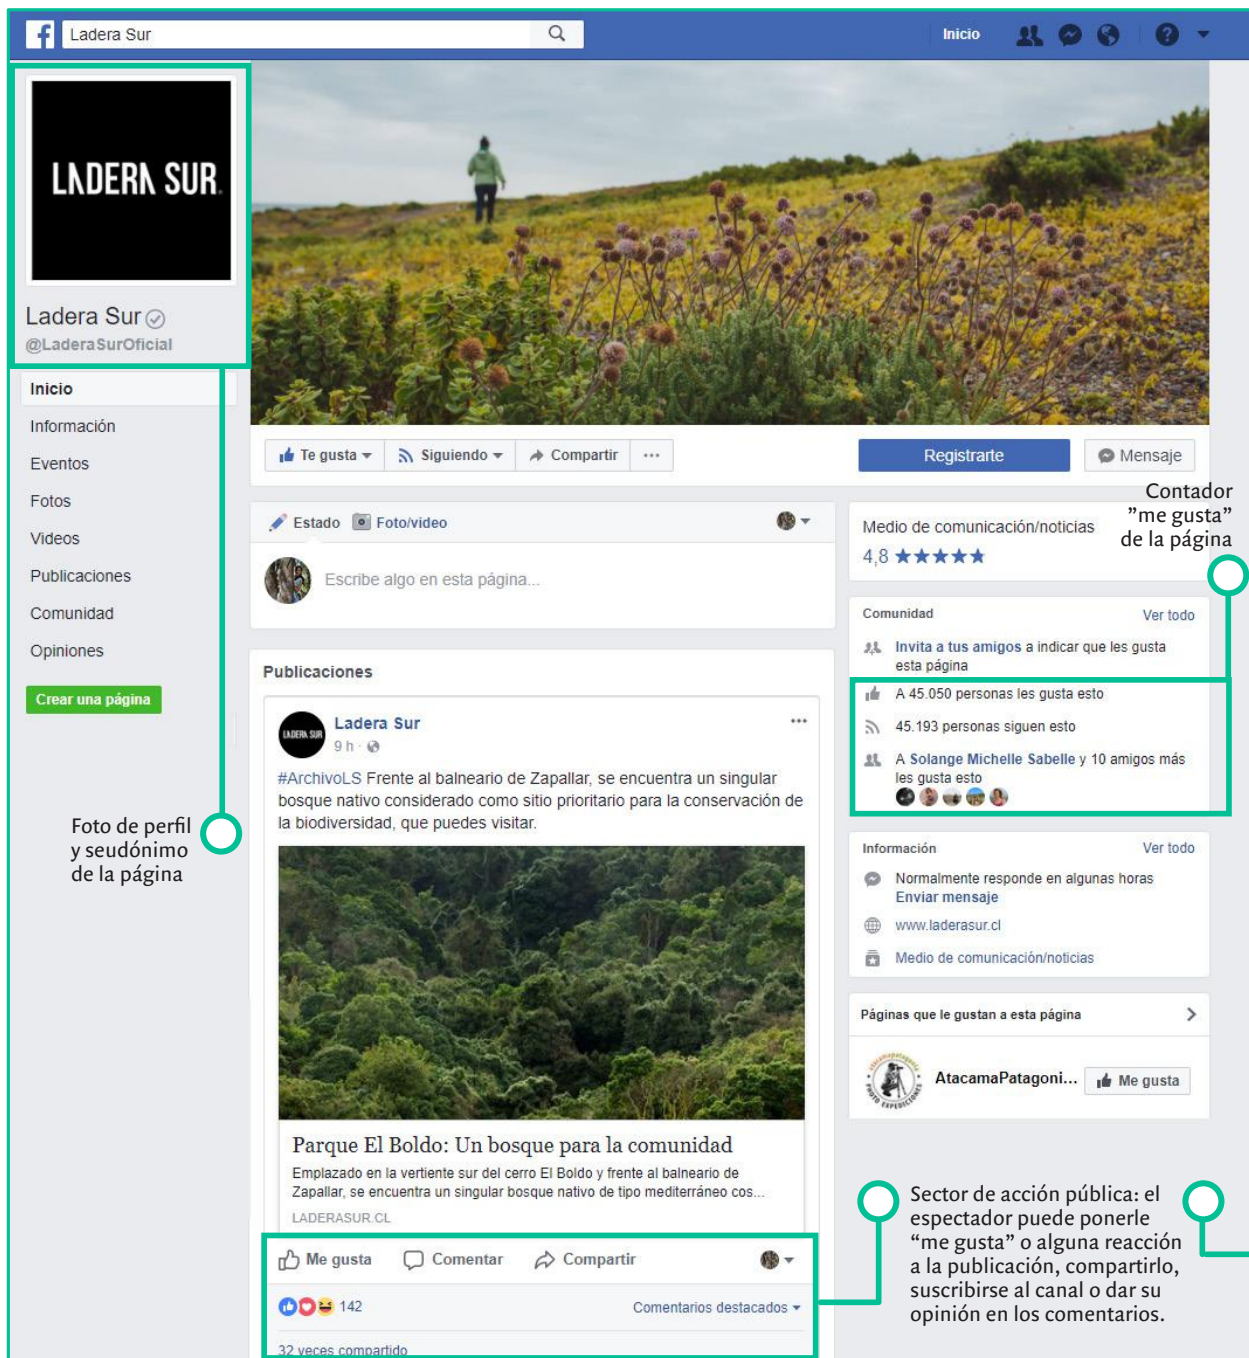 Ladera Sur
Inicio
LADERA SUR.
Ladera Sur
@LaderaSurOficial
Inicio
Información
Eventos
Fotos
Videos
Publicaciones
Comunidad
Opiniones
Crear una página
Foto de perfil
y seudónimo
de la página
Te gusta
Siguiendo
Compartir
Registrarte
Mensaje
Estado
Foto/video
Escribe algo en esta página...
Publicaciones
LADERA SUR
Ladera Sur
9 h ·
#ArchivoLS Frente al balneario de Zapallar, se encuentra un singular
bosque nativo considerado como sitio prioritario para la conservación de
la biodiversidad, que puedes visitar.
Parque El Boldo: Un bosque para la comunidad
Emplazado en la vertiente sur del cerro El Boldo y frente al balneario de
Zapallar, se encuentra un singular bosque nativo de tipo mediterráneo cos...
LADERASUR.CL
Me gusta
Comentar
Compartir
142
Comentarios destacados
32 veces compartido
Contador
”me gusta”
de la página
Medio de comunicación/noticias
4,8 ★★★★★
Comunidad
Ver todo
Invita a tus amigos a indicar que les gusta
esta página
A 45.050 personas les gusta esto
45.193 personas siguen esto
A Solange Michelle Sabelle y 10 amigos más
les gusta esto
Información
Ver todo
Normalmente responde en algunas horas
Enviar mensaje
www.laderasur.cl
Medio de comunicación/noticias
Páginas que le gustan a esta página
atacamapatagonia
PHOTO EXPEDICIONES
AtacamaPatagoni...
Me gusta
Sector de acción pública: el
espectador puede ponerle
“me gusta” o alguna reacción
a la publicación, compartirlo,
suscribirse al canal o dar su
opinión en los comentarios.